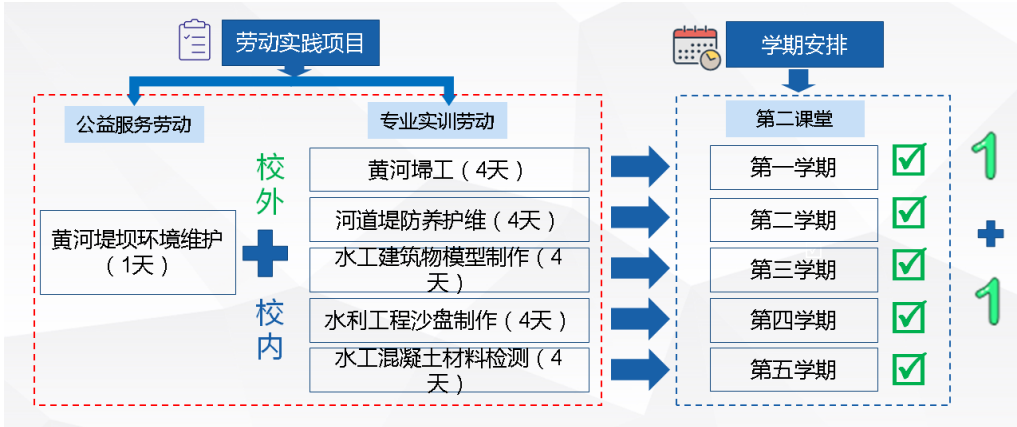 劳动实践项目
学期安排
公益服务劳动
专业实训劳动
第二课堂
校外
校内
黄河堤坝环境维护
（1天）
黄河埽工（4天）
河道堤防养护维（4天）
水工建筑物模型制作（4
天）
水利工程沙盘制作（4天）
水工混凝土材料检测（4
天）
第一学期
第二学期
第三学期
第四学期
第五学期
1
+
1